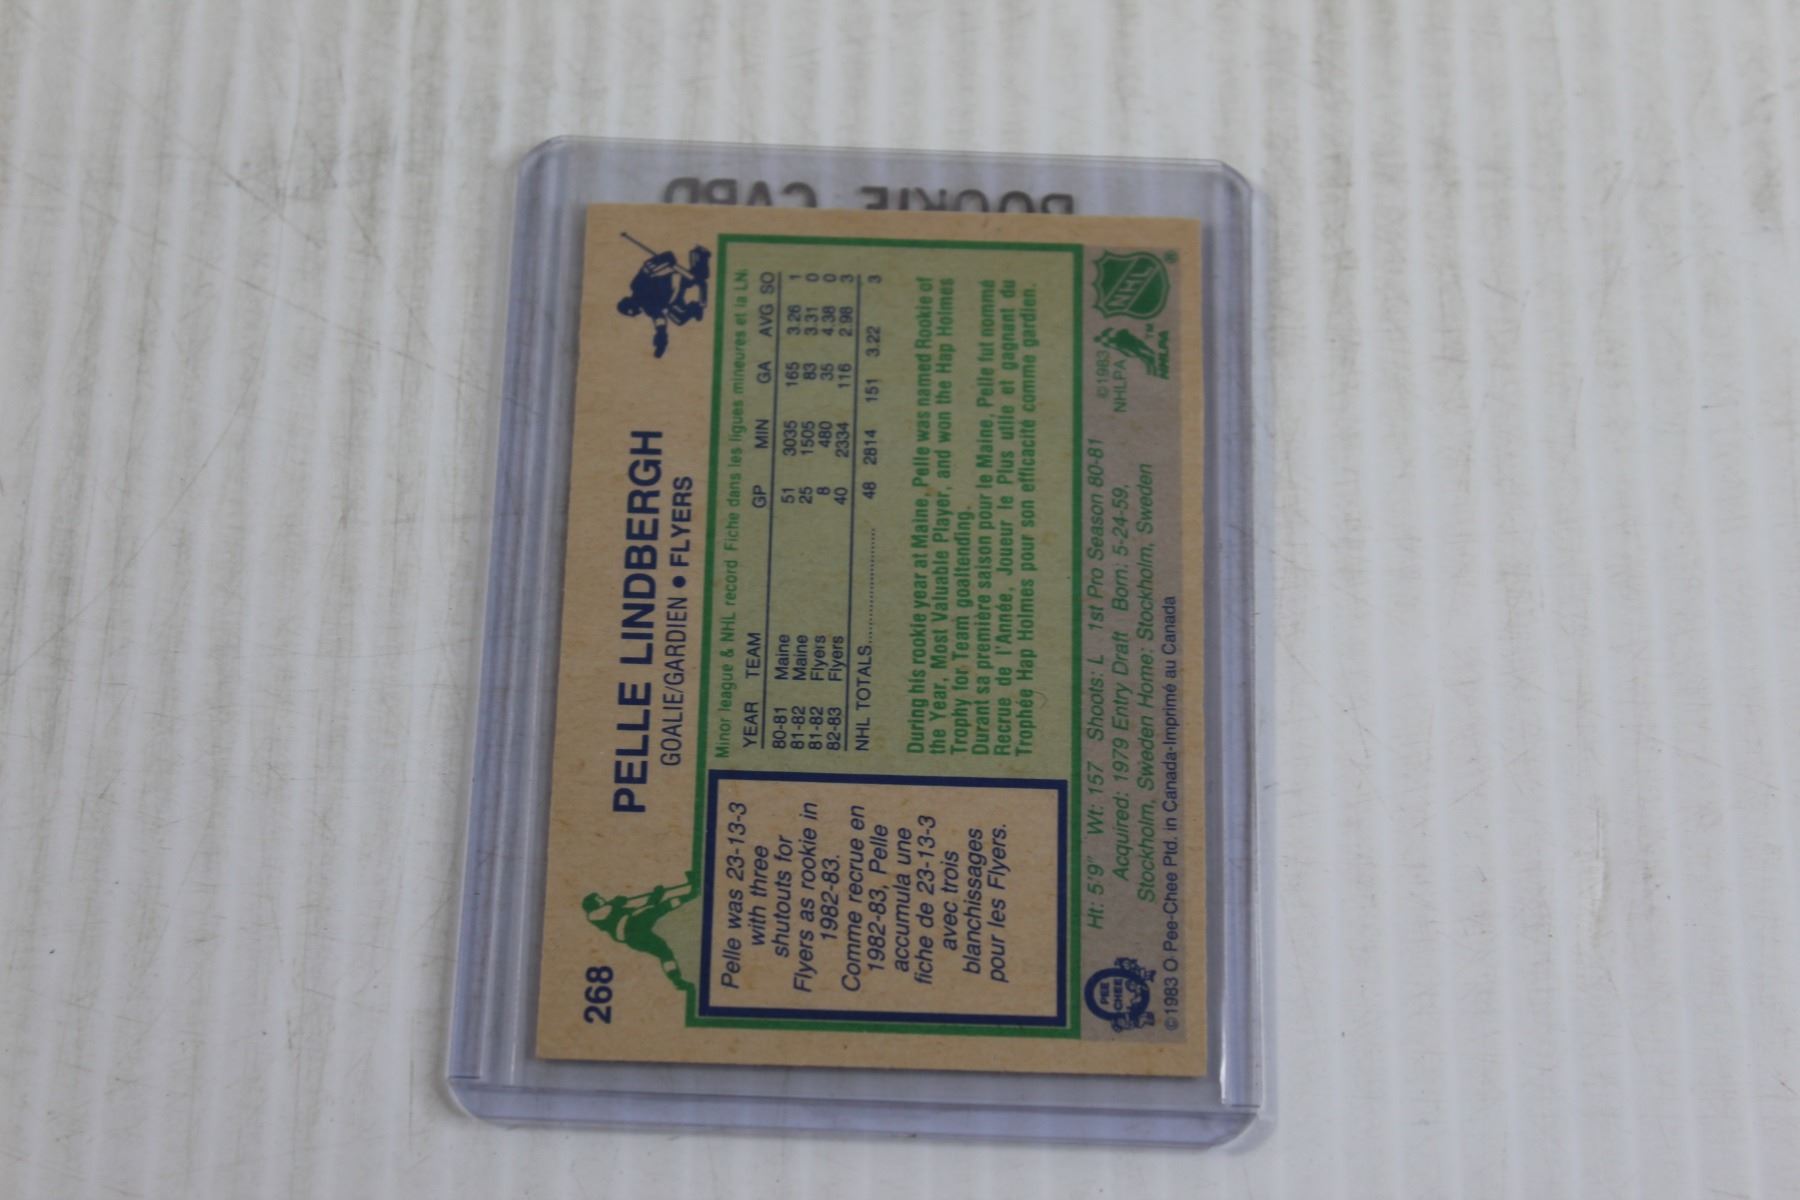 ROOKIE CARD
268
PELLE LINDBERGH
GOALIE/GARDIEN • FLYERS
Pelle was 23-13-3
with three
shutouts for
Flyers as rookie in
1982-83.
Comme recrue en
1982-83, Pelle
accumula une
fiche de 23-13-3
avec trois
blanchissages
pour les Flyers.
Minor league & NHL record Fiche dans les ligues mineures et la LN.
YEAR TEAM GP MIN GA AVG SO
80-81 Maine 51 3035 165 3.26 1
81-82 Maine 25 1505 83 3.31 0
81-82 Flyers 8 480 35 4.38 0
82-83 Flyers 40 2334 116 2.98 3
NHL TOTALS 48 2814 151 3.22 3
During his rookie year at Maine, Pelle was named Rookie of
the Year, Most Valuable Player, and won the Hap Holmes
Trophy for Team goaltending.
Durant sa première saison pour le Maine, Pelle fut nommé
Recrue de l'Année, Joueur le Plus utile et gagnant du
Trophée Hap Holmes pour son efficacité comme gardien.
Ht: 5'9" Wt: 157 Shoots: L 1st Pro Season 80-81
Acquired: 1979 Entry Draft Born: 5-24-59,
Stockholm, Sweden Home: Stockholm, Sweden
©1983 O Pee-Chee Ptd. in Canada-Imprimé au Canada
O PEE CHEE
©1983
NHLPA
NHLPA ™
NHL ®